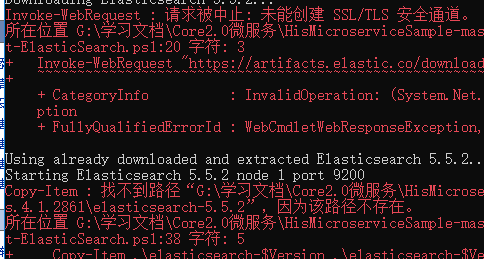 Downloading Elasticsearch 5.5.2...
Invoke-WebRequest : 请求被中止: 未能创建 SSL/TLS 安全通道。
所在位置 G:\学习文档\Core2.0微服务\HisMicroserviceSample-mas
t-ElasticSearch.ps1:20 字符: 3
+   Invoke-WebRequest "https://artifacts.elastic.co/download
+   ~~~~~~~~~~~~~~~~~~~~~~~~~~~~~~~~~~~~~~~~~~~~~~~~~~~~~~~~
    + CategoryInfo          : InvalidOperation: (System.Net.
   ption
    + FullyQualifiedErrorId : WebCmdletWebResponseException,
Using already downloaded and extracted Elasticsearch 5.5.2..
Starting Elasticsearch 5.5.2 node 1 port 9200
Copy-Item : 找不到路径“G:\学习文档\Core2.0微服务\HisMicroser
s.4.1.2861\elasticsearch-5.5.2”，因为该路径不存在。
所在位置 G:\学习文档\Core2.0微服务\HisMicroserviceSample-mas
t-ElasticSearch.ps1:38 字符: 5
+     Copy-Item .\elasticsearch-$Version .\elasticsearch-$